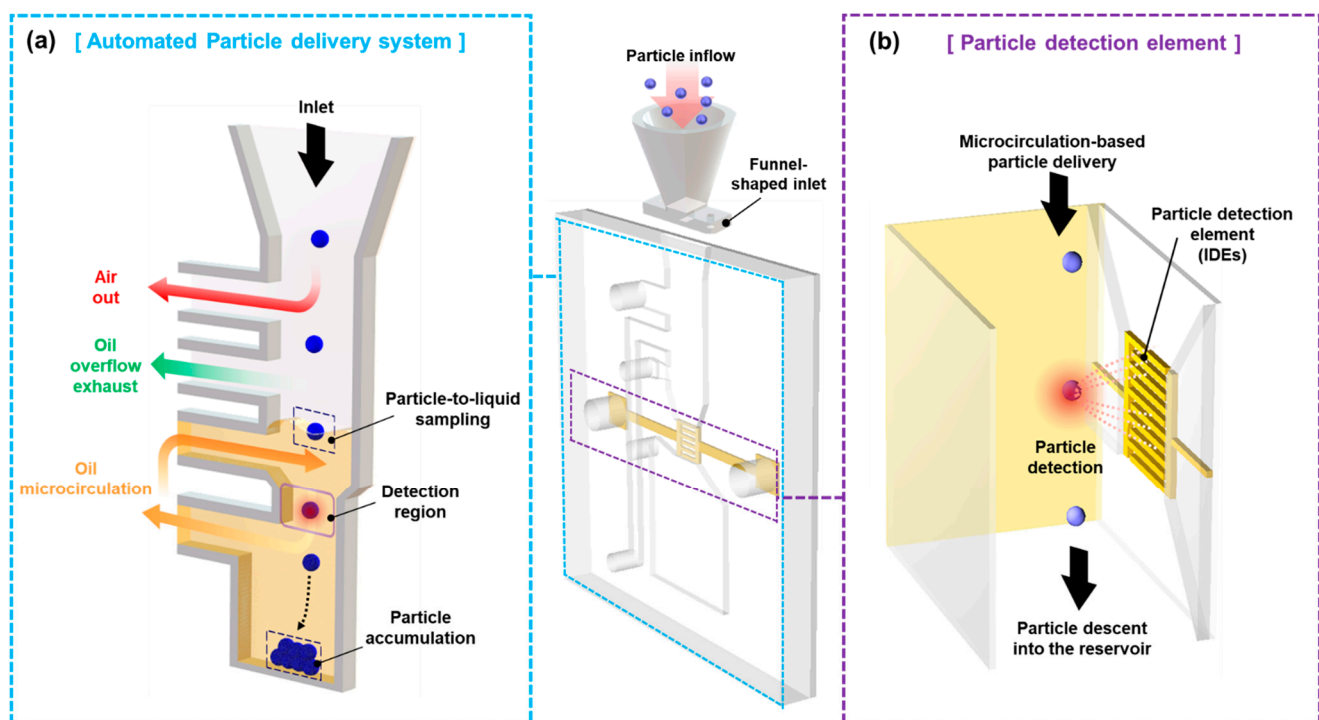 (a)
[ Automated Particle delivery system ]
Inlet
Air
out
Oil
overflow
exhaust
Particle-to-liquid
sampling
Oil
microcirculation
Detection
region
Particle
accumulation
Particle inflow
Funnel-
shaped inlet
(b)
[ Particle detection element ]
Microcirculation-based
particle delivery
Particle detection
element
(IDEs)
Particle
detection
Particle descent
into the reservoir